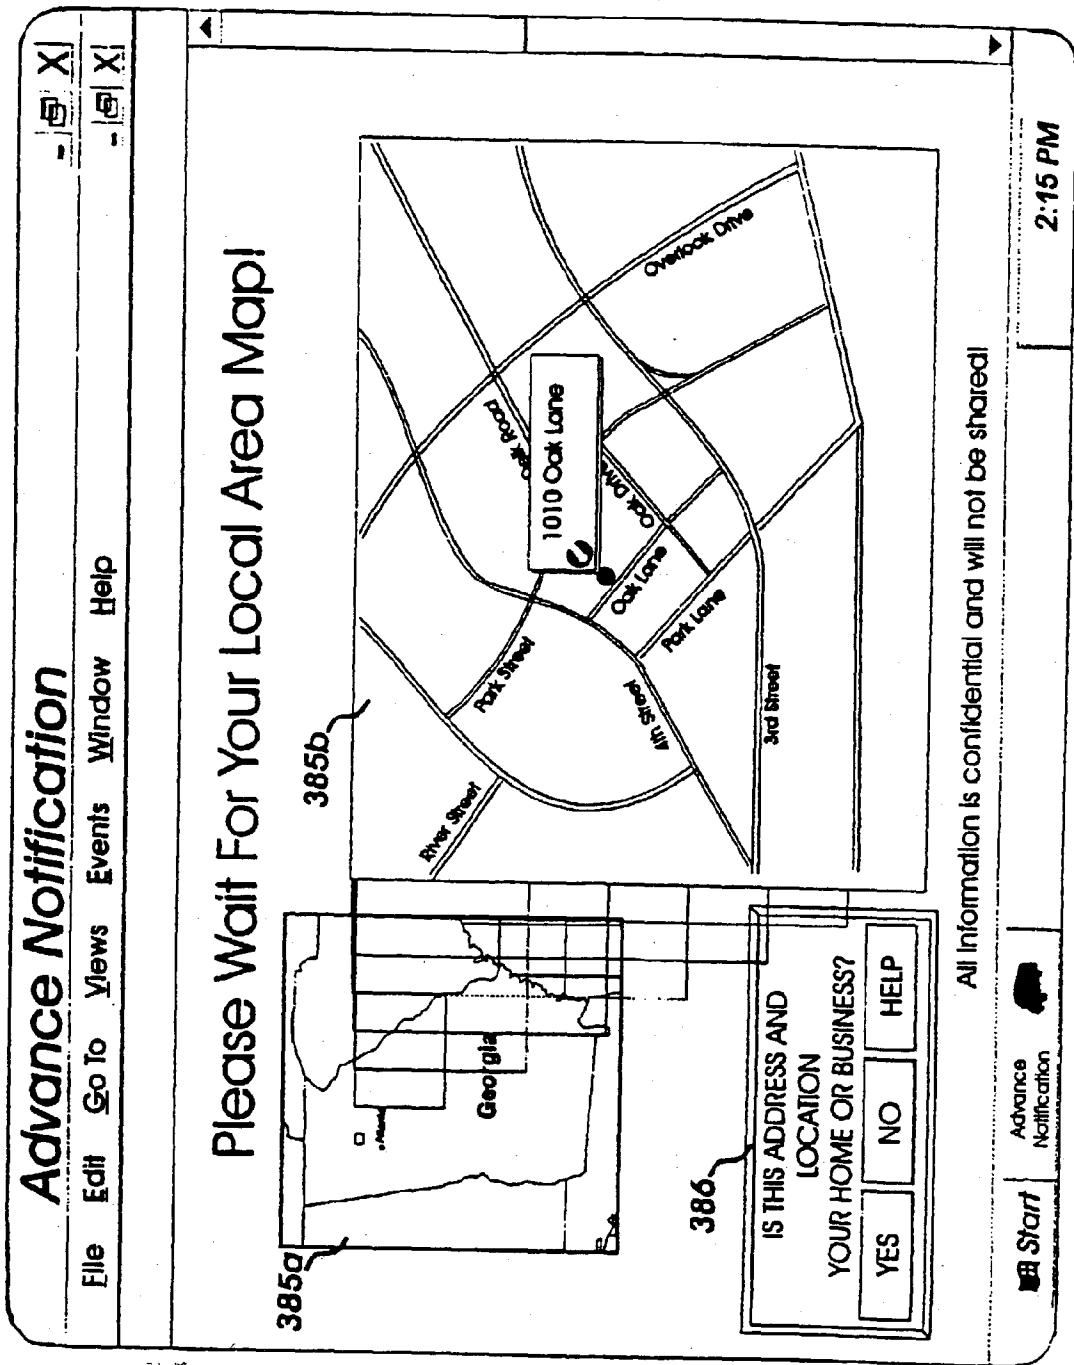 Advance Notification
File Edit Go To Views Events Window Help
Please Wait For Your Local Area Map!
385a
385b
Georgia
River Street
Park Street
4th Street
3rd Street
Park Lane
Oak Lane
Oak Drive
Road
1010 Oak Lane
Overlook Drive
386
IS THIS ADDRESS AND
LOCATION
YOUR HOME OR BUSINESS?
YES NO HELP
All Information is confidential and will not be shared!
Start
Advance
Notification
2:15 PM